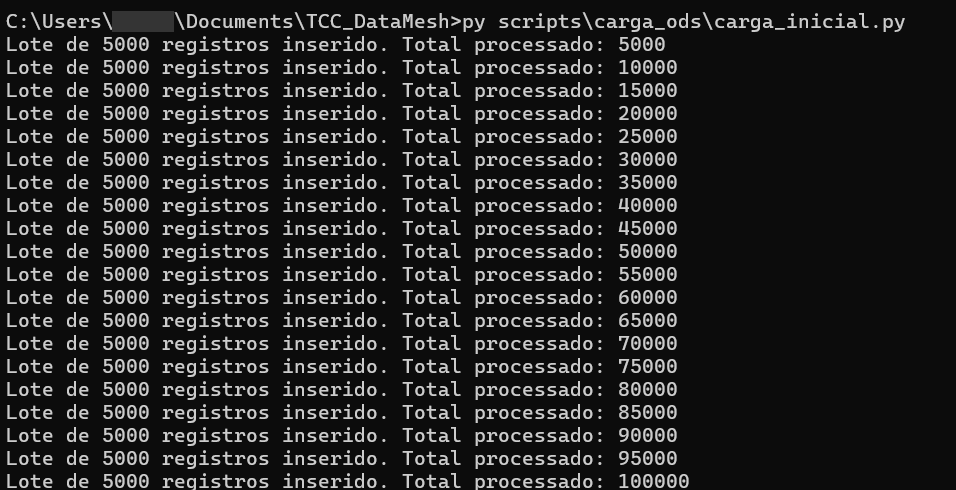 C:\Users\ \Documents\TCC_DataMesh>py scripts\carga_ods\carga_inicial.py
Lote de 5000 registros inserido. Total processado: 5000
Lote de 5000 registros inserido. Total processado: 10000
Lote de 5000 registros inserido. Total processado: 15000
Lote de 5000 registros inserido. Total processado: 20000
Lote de 5000 registros inserido. Total processado: 25000
Lote de 5000 registros inserido. Total processado: 30000
Lote de 5000 registros inserido. Total processado: 35000
Lote de 5000 registros inserido. Total processado: 40000
Lote de 5000 registros inserido. Total processado: 45000
Lote de 5000 registros inserido. Total processado: 50000
Lote de 5000 registros inserido. Total processado: 55000
Lote de 5000 registros inserido. Total processado: 60000
Lote de 5000 registros inserido. Total processado: 65000
Lote de 5000 registros inserido. Total processado: 70000
Lote de 5000 registros inserido. Total processado: 75000
Lote de 5000 registros inserido. Total processado: 80000
Lote de 5000 registros inserido. Total processado: 85000
Lote de 5000 registros inserido. Total processado: 90000
Lote de 5000 registros inserido. Total processado: 95000
Lote de 5000 registros inserido. Total processado: 100000